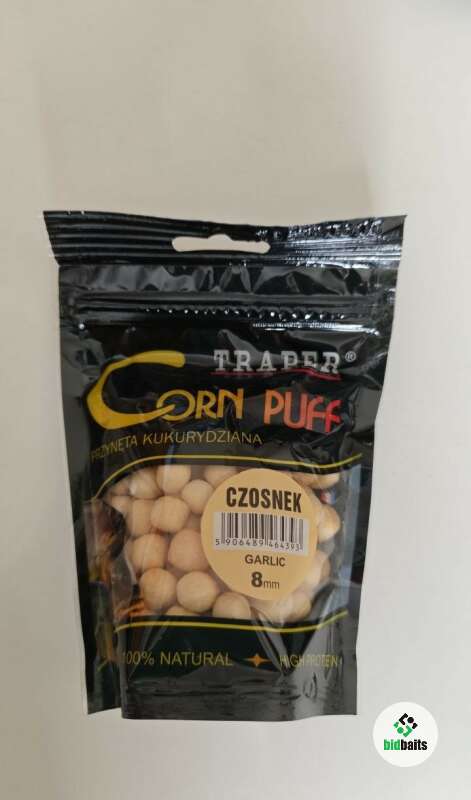 TRAPER®
CORN PUFF
PRZYNĘTA KUKURYDZIANA
CZOSNEK
5 906489 464393
GARLIC
8mm
100% NATURAL HIGH PROTEIN
bidbaits